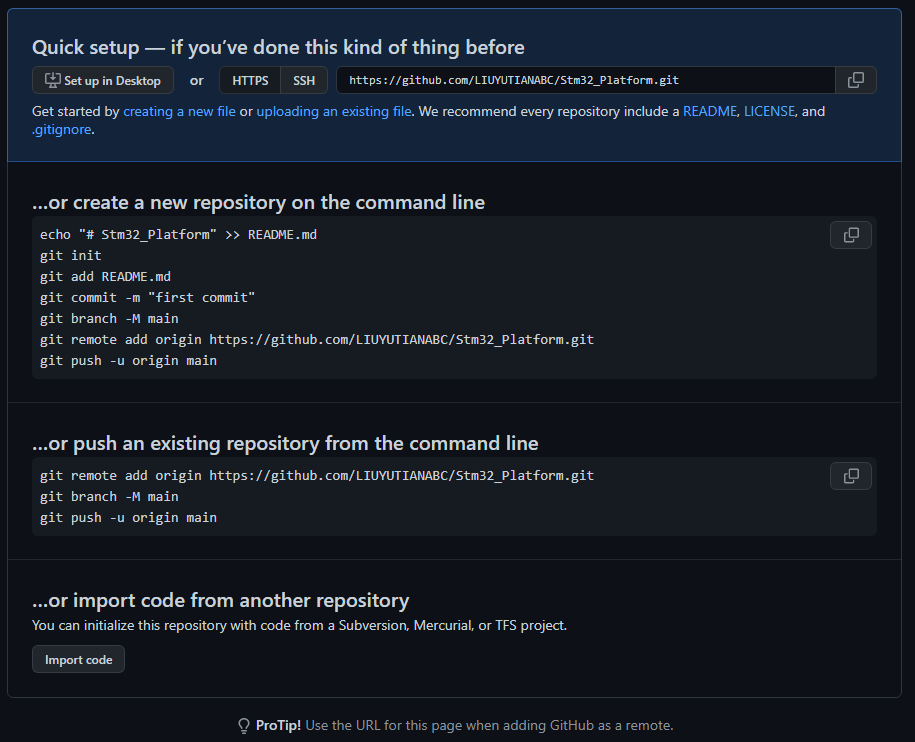 Quick setup — if you’ve done this kind of thing before
Set up in Desktop or HTTPS SSH https://github.com/LIUYUTIANABC/Stm32_Platform.git
Get started by creating a new file or uploading an existing file. We recommend every repository include a README, LICENSE, and
.gitignore.
…or create a new repository on the command line
echo "# Stm32_Platform" >> README.md
git init
git add README.md
git commit -m "first commit"
git branch -M main
git remote add origin https://github.com/LIUYUTIANABC/Stm32_Platform.git
git push -u origin main
…or push an existing repository from the command line
git remote add origin https://github.com/LIUYUTIANABC/Stm32_Platform.git
git branch -M main
git push -u origin main
…or import code from another repository
You can initialize this repository with code from a Subversion, Mercurial, or TFS project.
Import code
ProTip! Use the URL for this page when adding GitHub as a remote.